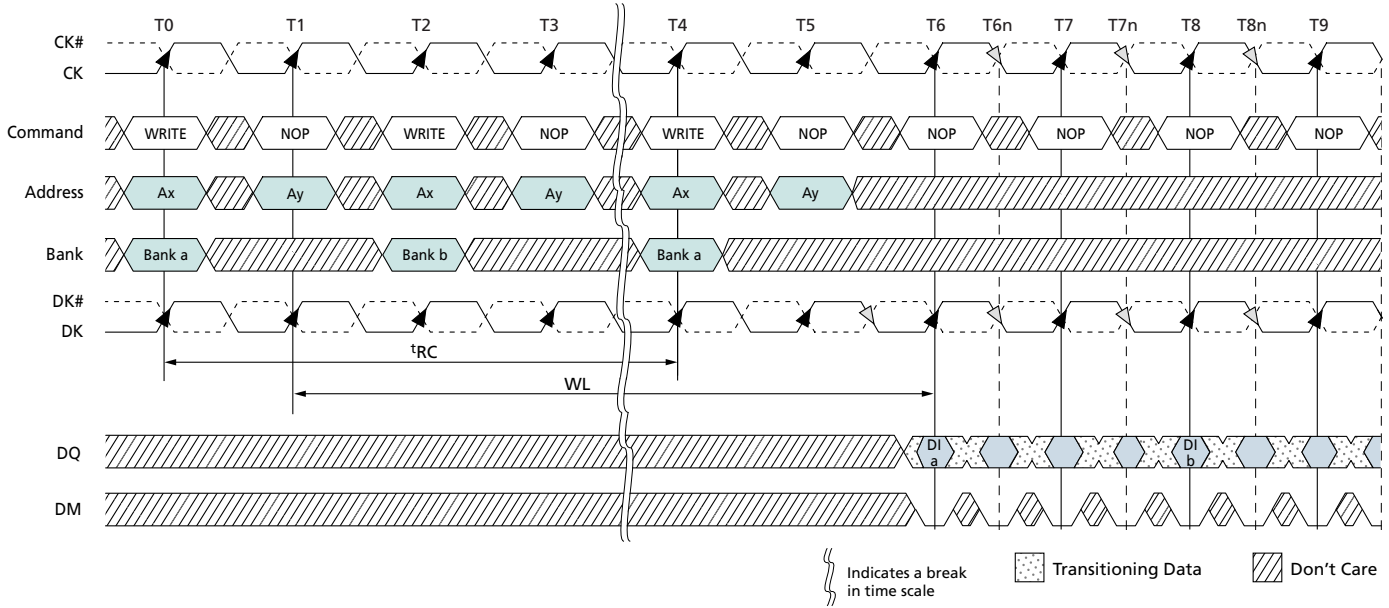 T0 T1 T2 T3 T4 T5 T6 T6n T7 T7n T8 T8n T9
CK#
CK
Command WRITE NOP WRITE NOP WRITE NOP NOP NOP NOP NOP
Address Ax Ay Ax Ay Ax Ay
Bank Bank a Bank b Bank a
DK#
DK
tRC
WL
DQ DI a DI b
DM
Indicates a break
in time scale
Transitioning Data
Don't Care